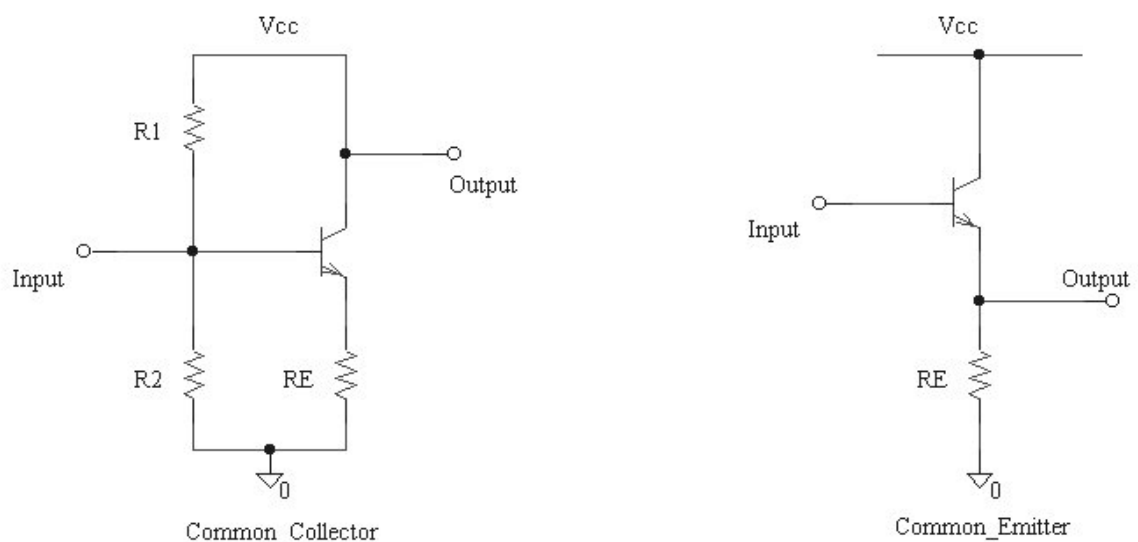 Vcc
R1
Output
Input
R2
RE
0
Common Collector
Vcc
Input
Output
RE
0
Common_Emitter